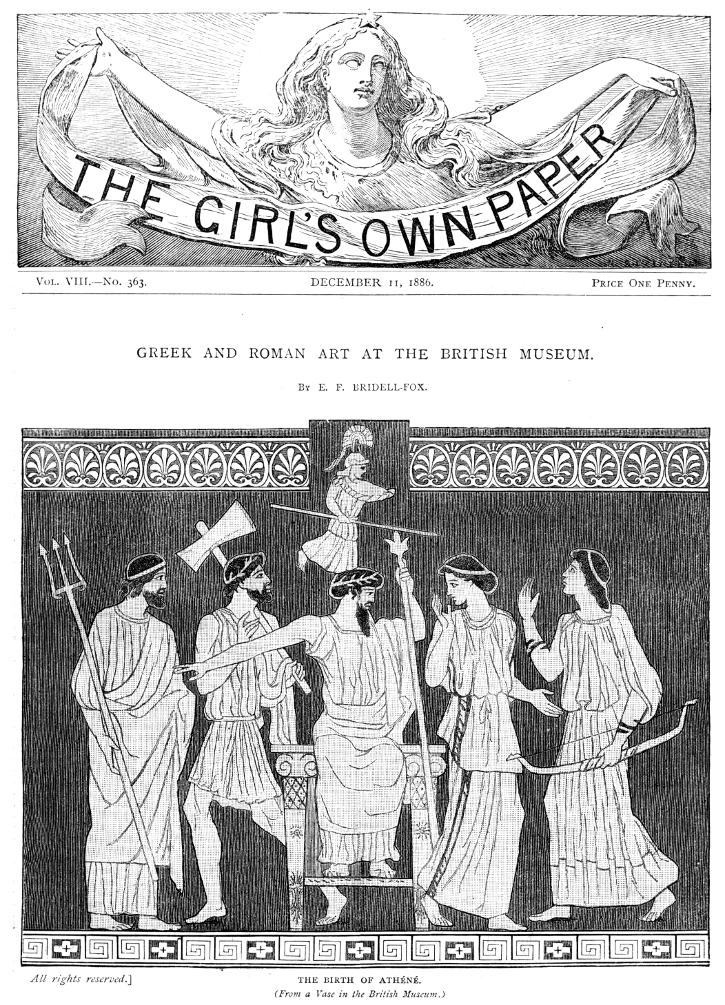 THE GIRL'S OWN PAPER
VOL. VIII.—No. 363.
DECEMBER 11, 1886.
PRICE ONE PENNY.
GREEK AND ROMAN ART AT THE BRITISH MUSEUM.
BY E. F. BRIDELL-FOX.
All rights reserved.]
THE BIRTH OF ATHÉNÉ.
(From a Vase in the British Museum.)